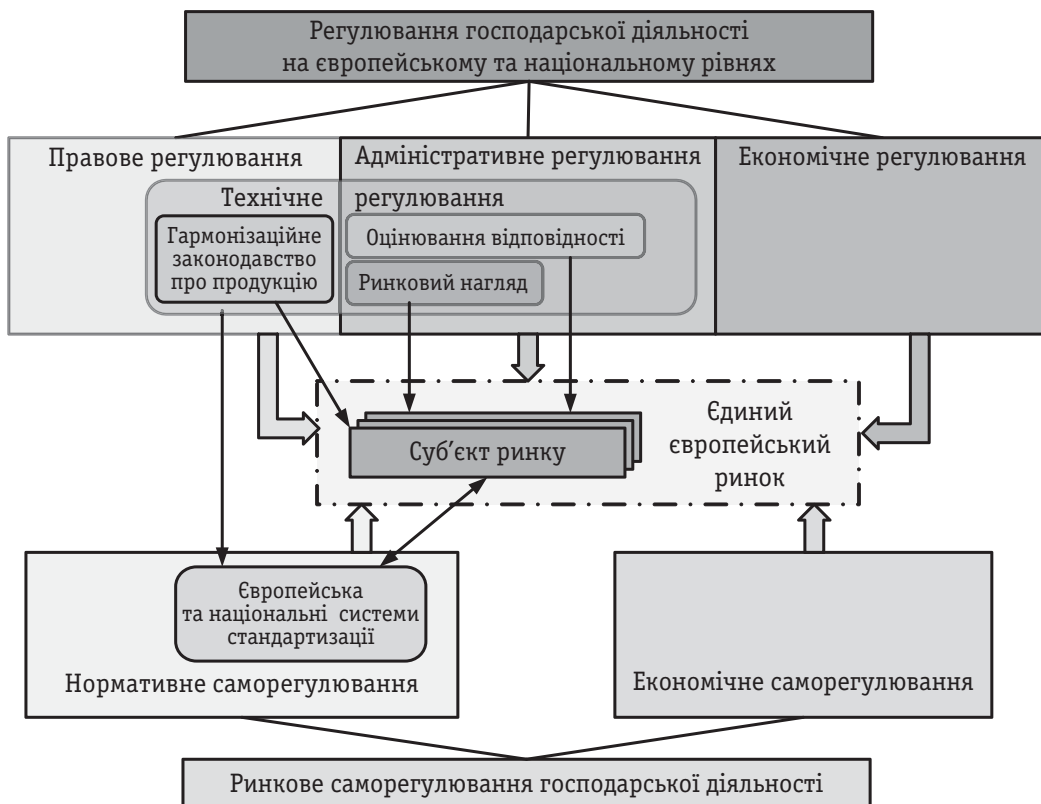 Регулювання господарської діяльності
на європейському та національному рівнях
Правове регулювання
Адміністративне регулювання
Економічне регулювання
Технічне регулювання
Гармонізаційне
законодавство
про продукцію
Оцінювання відповідності
Ринковий нагляд
Єдиний
європейський
ринок
Суб’єкт ринку
Європейська
та національні системи
стандартизації
Нормативне саморегулювання
Економічне саморегулювання
Ринкове саморегулювання господарської діяльності